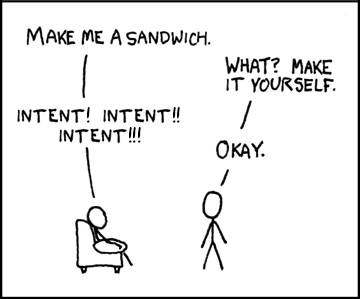 MAKE ME A SANDWICH.
WHAT? MAKE
IT YOURSELF.
INTENT! INTENT!!
INTENT!!!
OKAY.